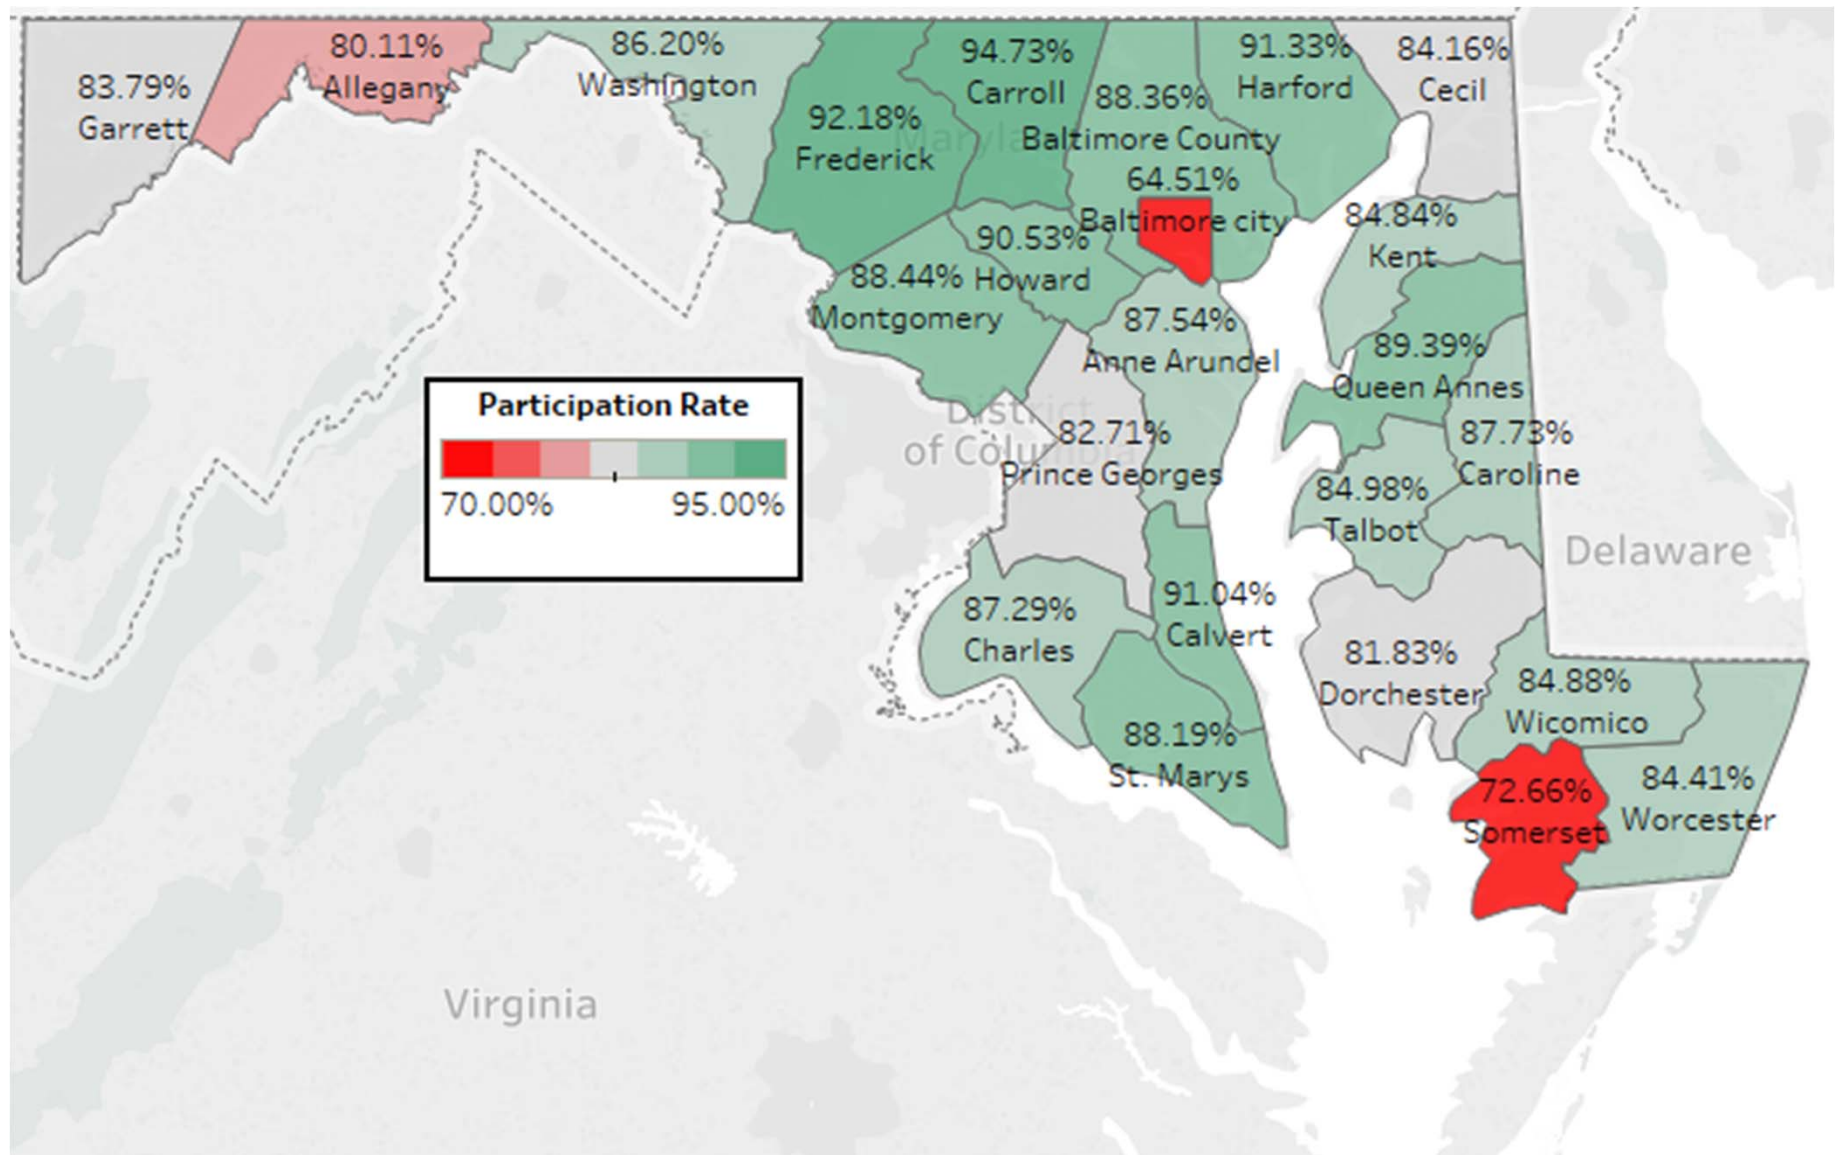 83.79%
Garrett
80.11%
Allegany
86.20%
Washington
92.18%
Frederick
94.73%
Carroll
88.36%
Baltimore County
91.33%
Harford
84.16%
Cecil
64.51%
Baltimore city
84.84%
Kent
90.53%
Howard
88.44%
Montgomery
87.54%
Anne Arundel
89.39%
Queen Annes
Maryland
District
of Columbia
82.71%
Prince Georges
87.73%
Caroline
84.98%
Talbot
Participation Rate
70.00% 95.00%
Delaware
87.29%
Charles
91.04%
Calvert
81.83%
Dorchester
84.88%
Wicomico
88.19%
St. Marys
72.66%
Somerset
84.41%
Worcester
Virginia